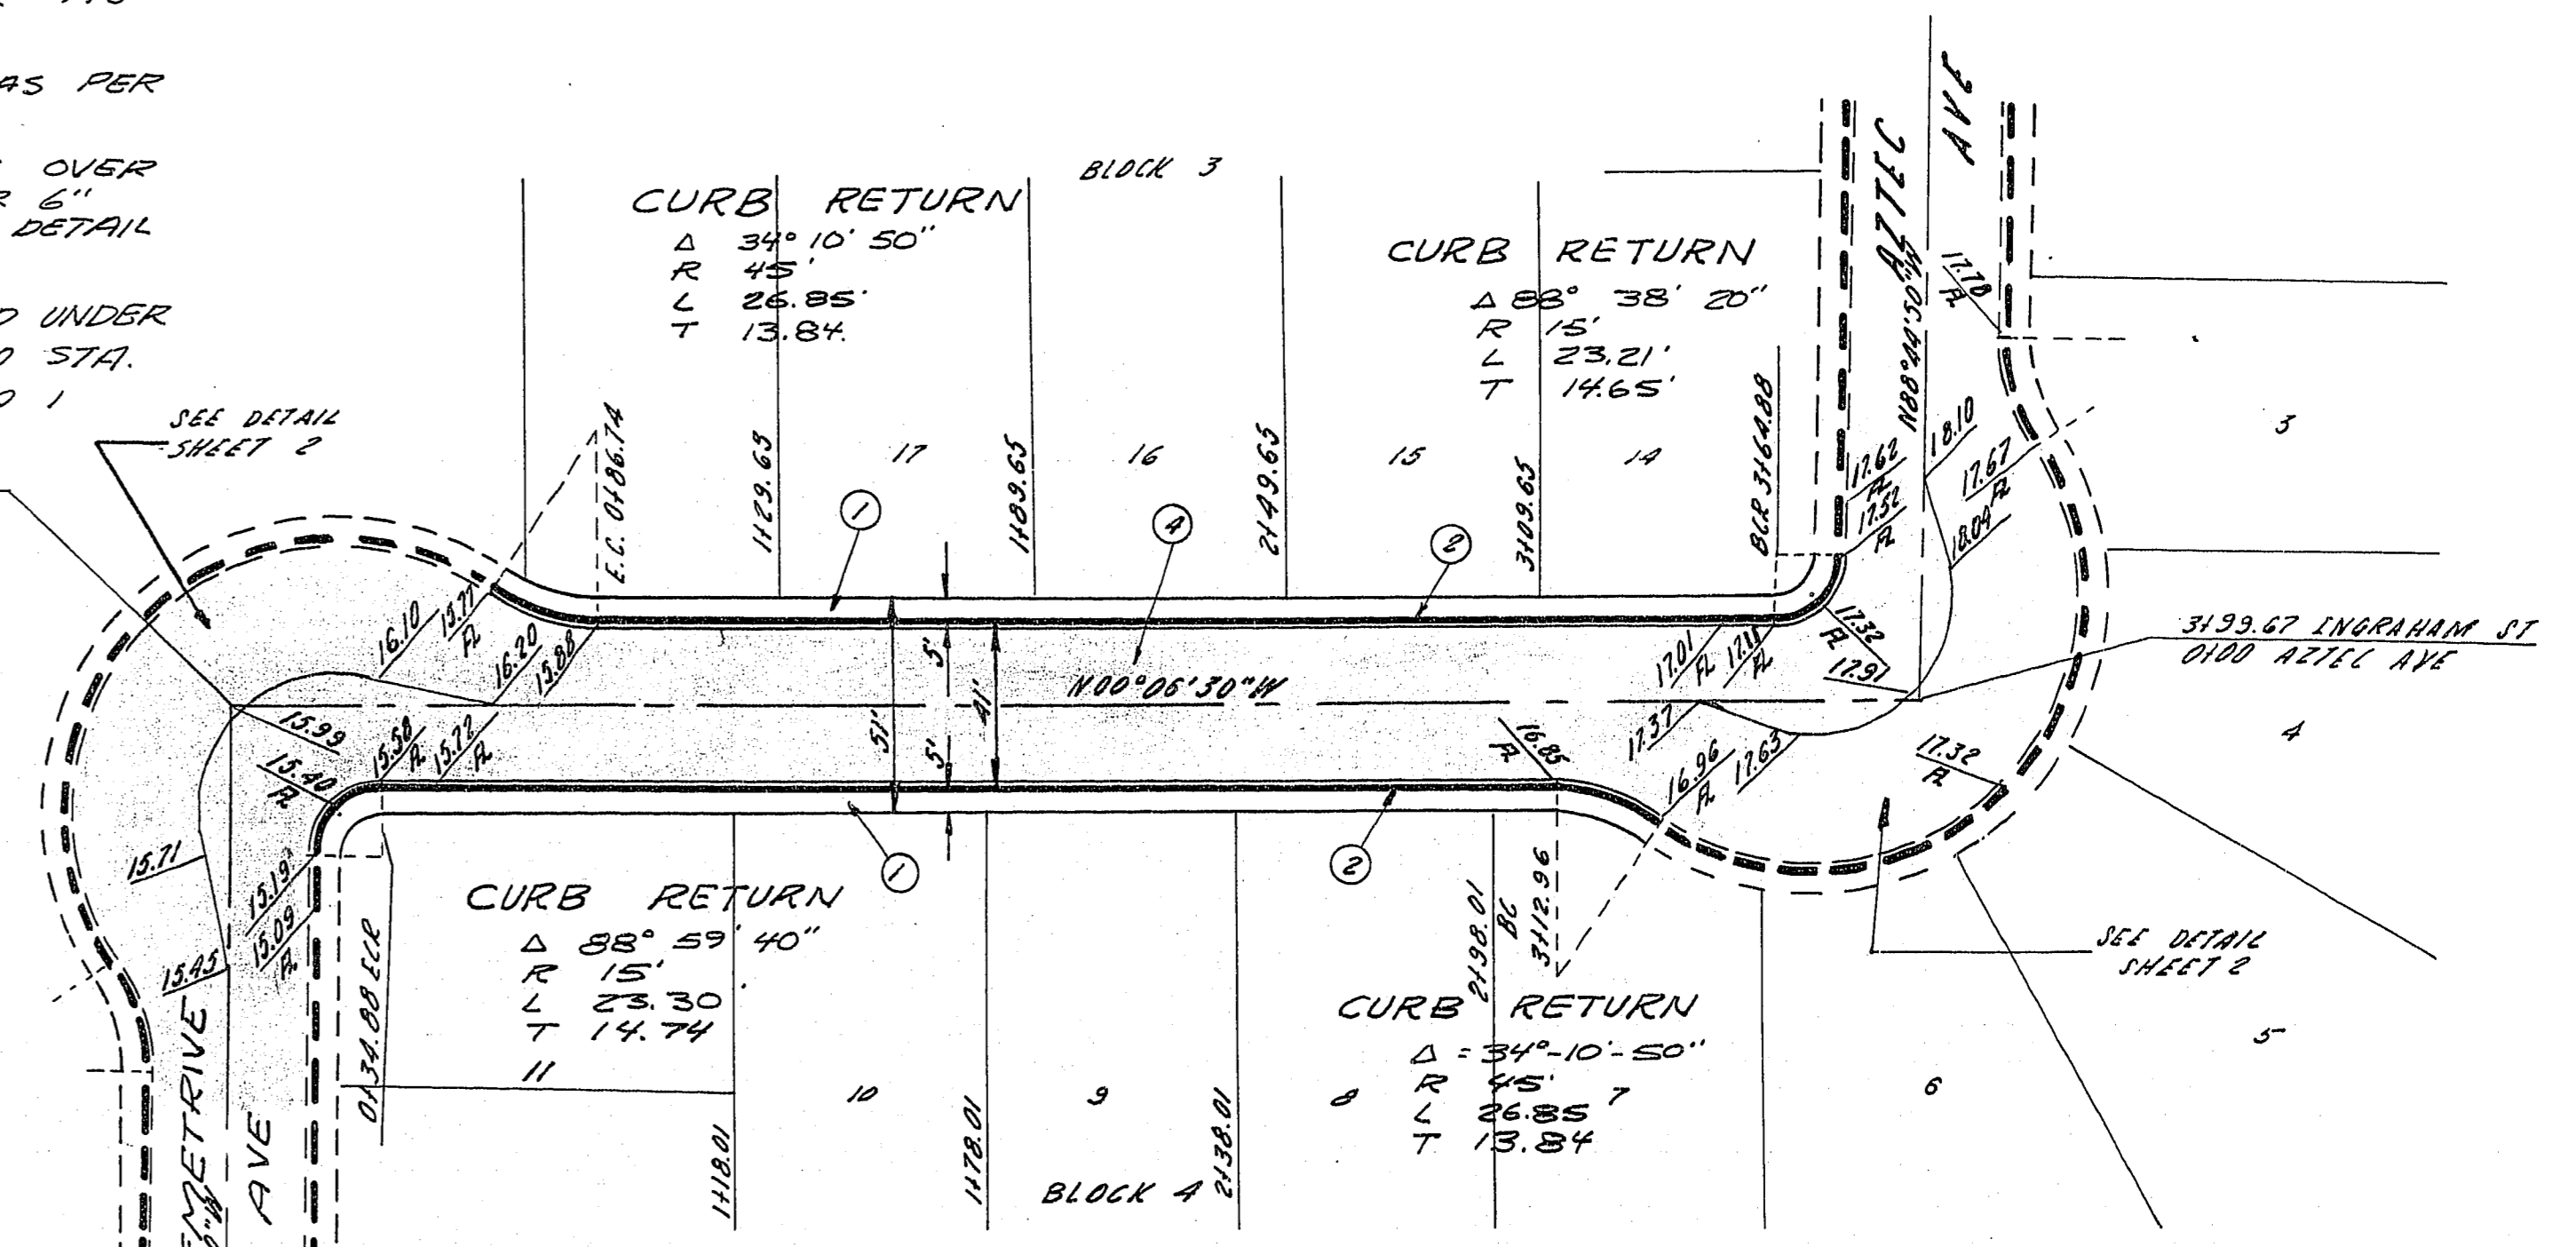 AS PER
OVER
6"
DETAIL
UNDER
STA.
1
SEE DETAIL
SHEET 2
BLOCK 3
CURB RETURN
Δ 34° 10' 50"
R 45'
L 26.85'
T 13.84.
CURB RETURN
Δ 88° 38' 20"
R 15'
L 23.21'
T 14.65'
AZTEC AVE
N88°44'50"W
17.78
FL
E.C. 0+86.74
1+29.65
17
1+89.65
16
2+49.65
15
3+09.65
14
BCR 3+64.88
1
4
2
17.62
FL
17.52
FL
18.10
17.67
FL
18.04
3
16.10
15.77
FL
16.20
15.88
5'
51'
41'
5'
N00°06'30"W
17.01
FL
17.11
FL
17.32
FL
17.91
3+99.67 INGRAHAM ST
0+00 AZTEC AVE
15.99
15.58
FL
15.72
FL
15.40
FL
16.85
FL
17.37
16.96
FL
17.63
17.32
FL
4
15.71
15.19
15.09
FL
15.45
1
2
0+34.88 ECR
CURB RETURN
Δ 88° 59' 40"
R 15'
L 23.30
T 14.74
11
2+98.01
BC
3+12.96
SEE DETAIL
SHEET 2
CURB RETURN
Δ = 34°-10'-50"
R 45'
L 26.85
T 13.84
10
9
8
7
6
5
1+18.01
1+78.01
2+38.01
BLOCK 4
EMETRIVE
AVE